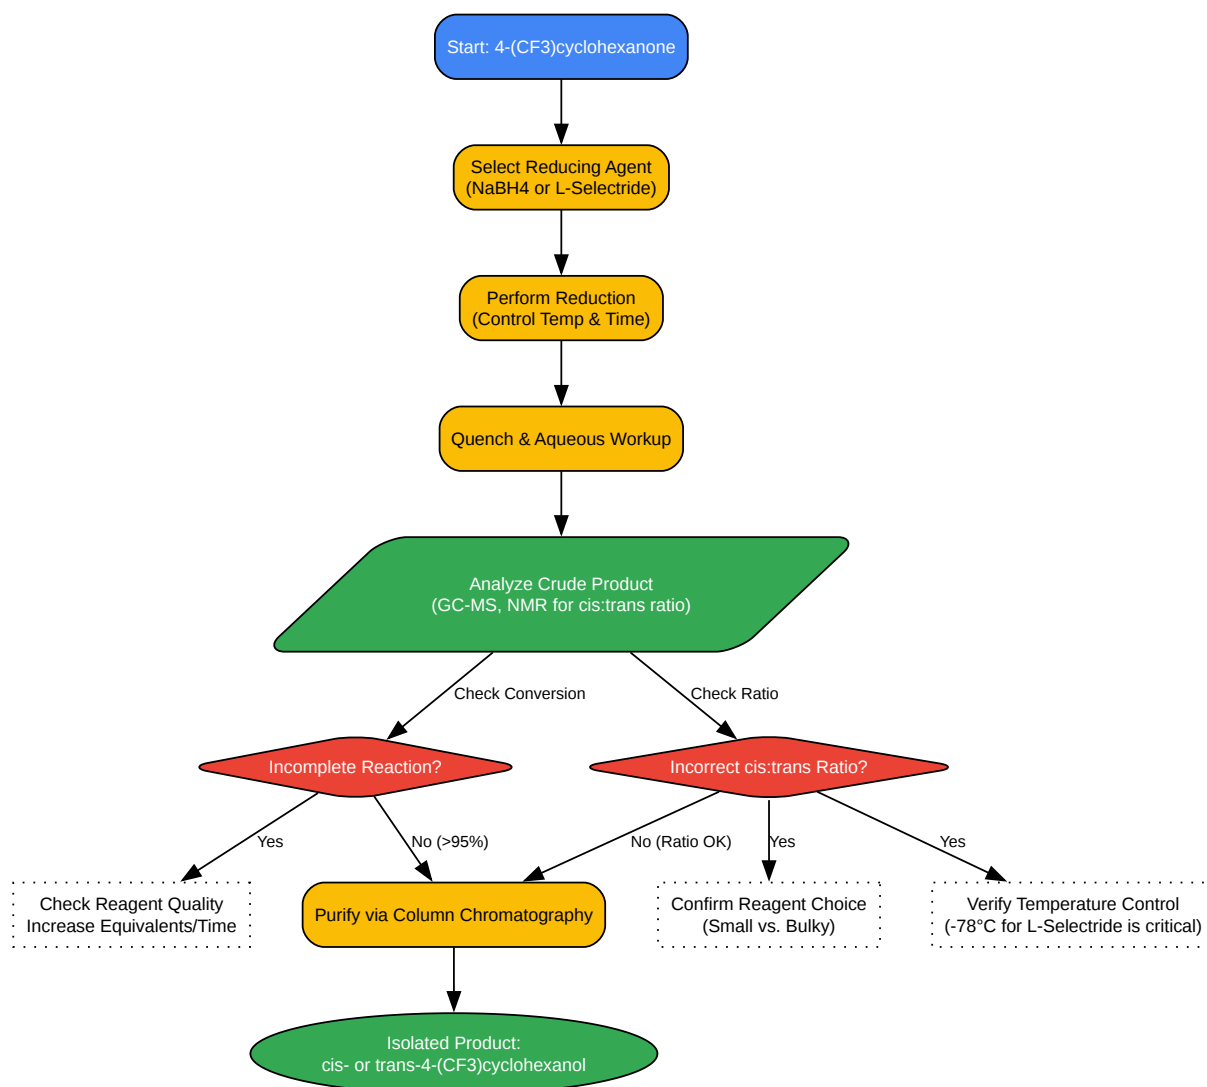 Start: 4-(CF3)cyclohexanone
Select Reducing Agent
(NaBH4 or L-Selectride)
Perform Reduction
(Control Temp & Time)
Quench & Aqueous Workup
Analyze Crude Product
(GC-MS, NMR for cis:trans ratio)
Check Conversion
Check Ratio
Incomplete Reaction?
Incorrect cis:trans Ratio?
Yes
No (>95%)
No (Ratio OK)
Yes
Yes
Check Reagent Quality
Increase Equivalents/Time
Purify via Column Chromatography
Confirm Reagent Choice
(Small vs. Bulky)
Verify Temperature Control
(-78°C for L-Selectride is critical)
Isolated Product:
cis- or trans-4-(CF3)cyclohexanol